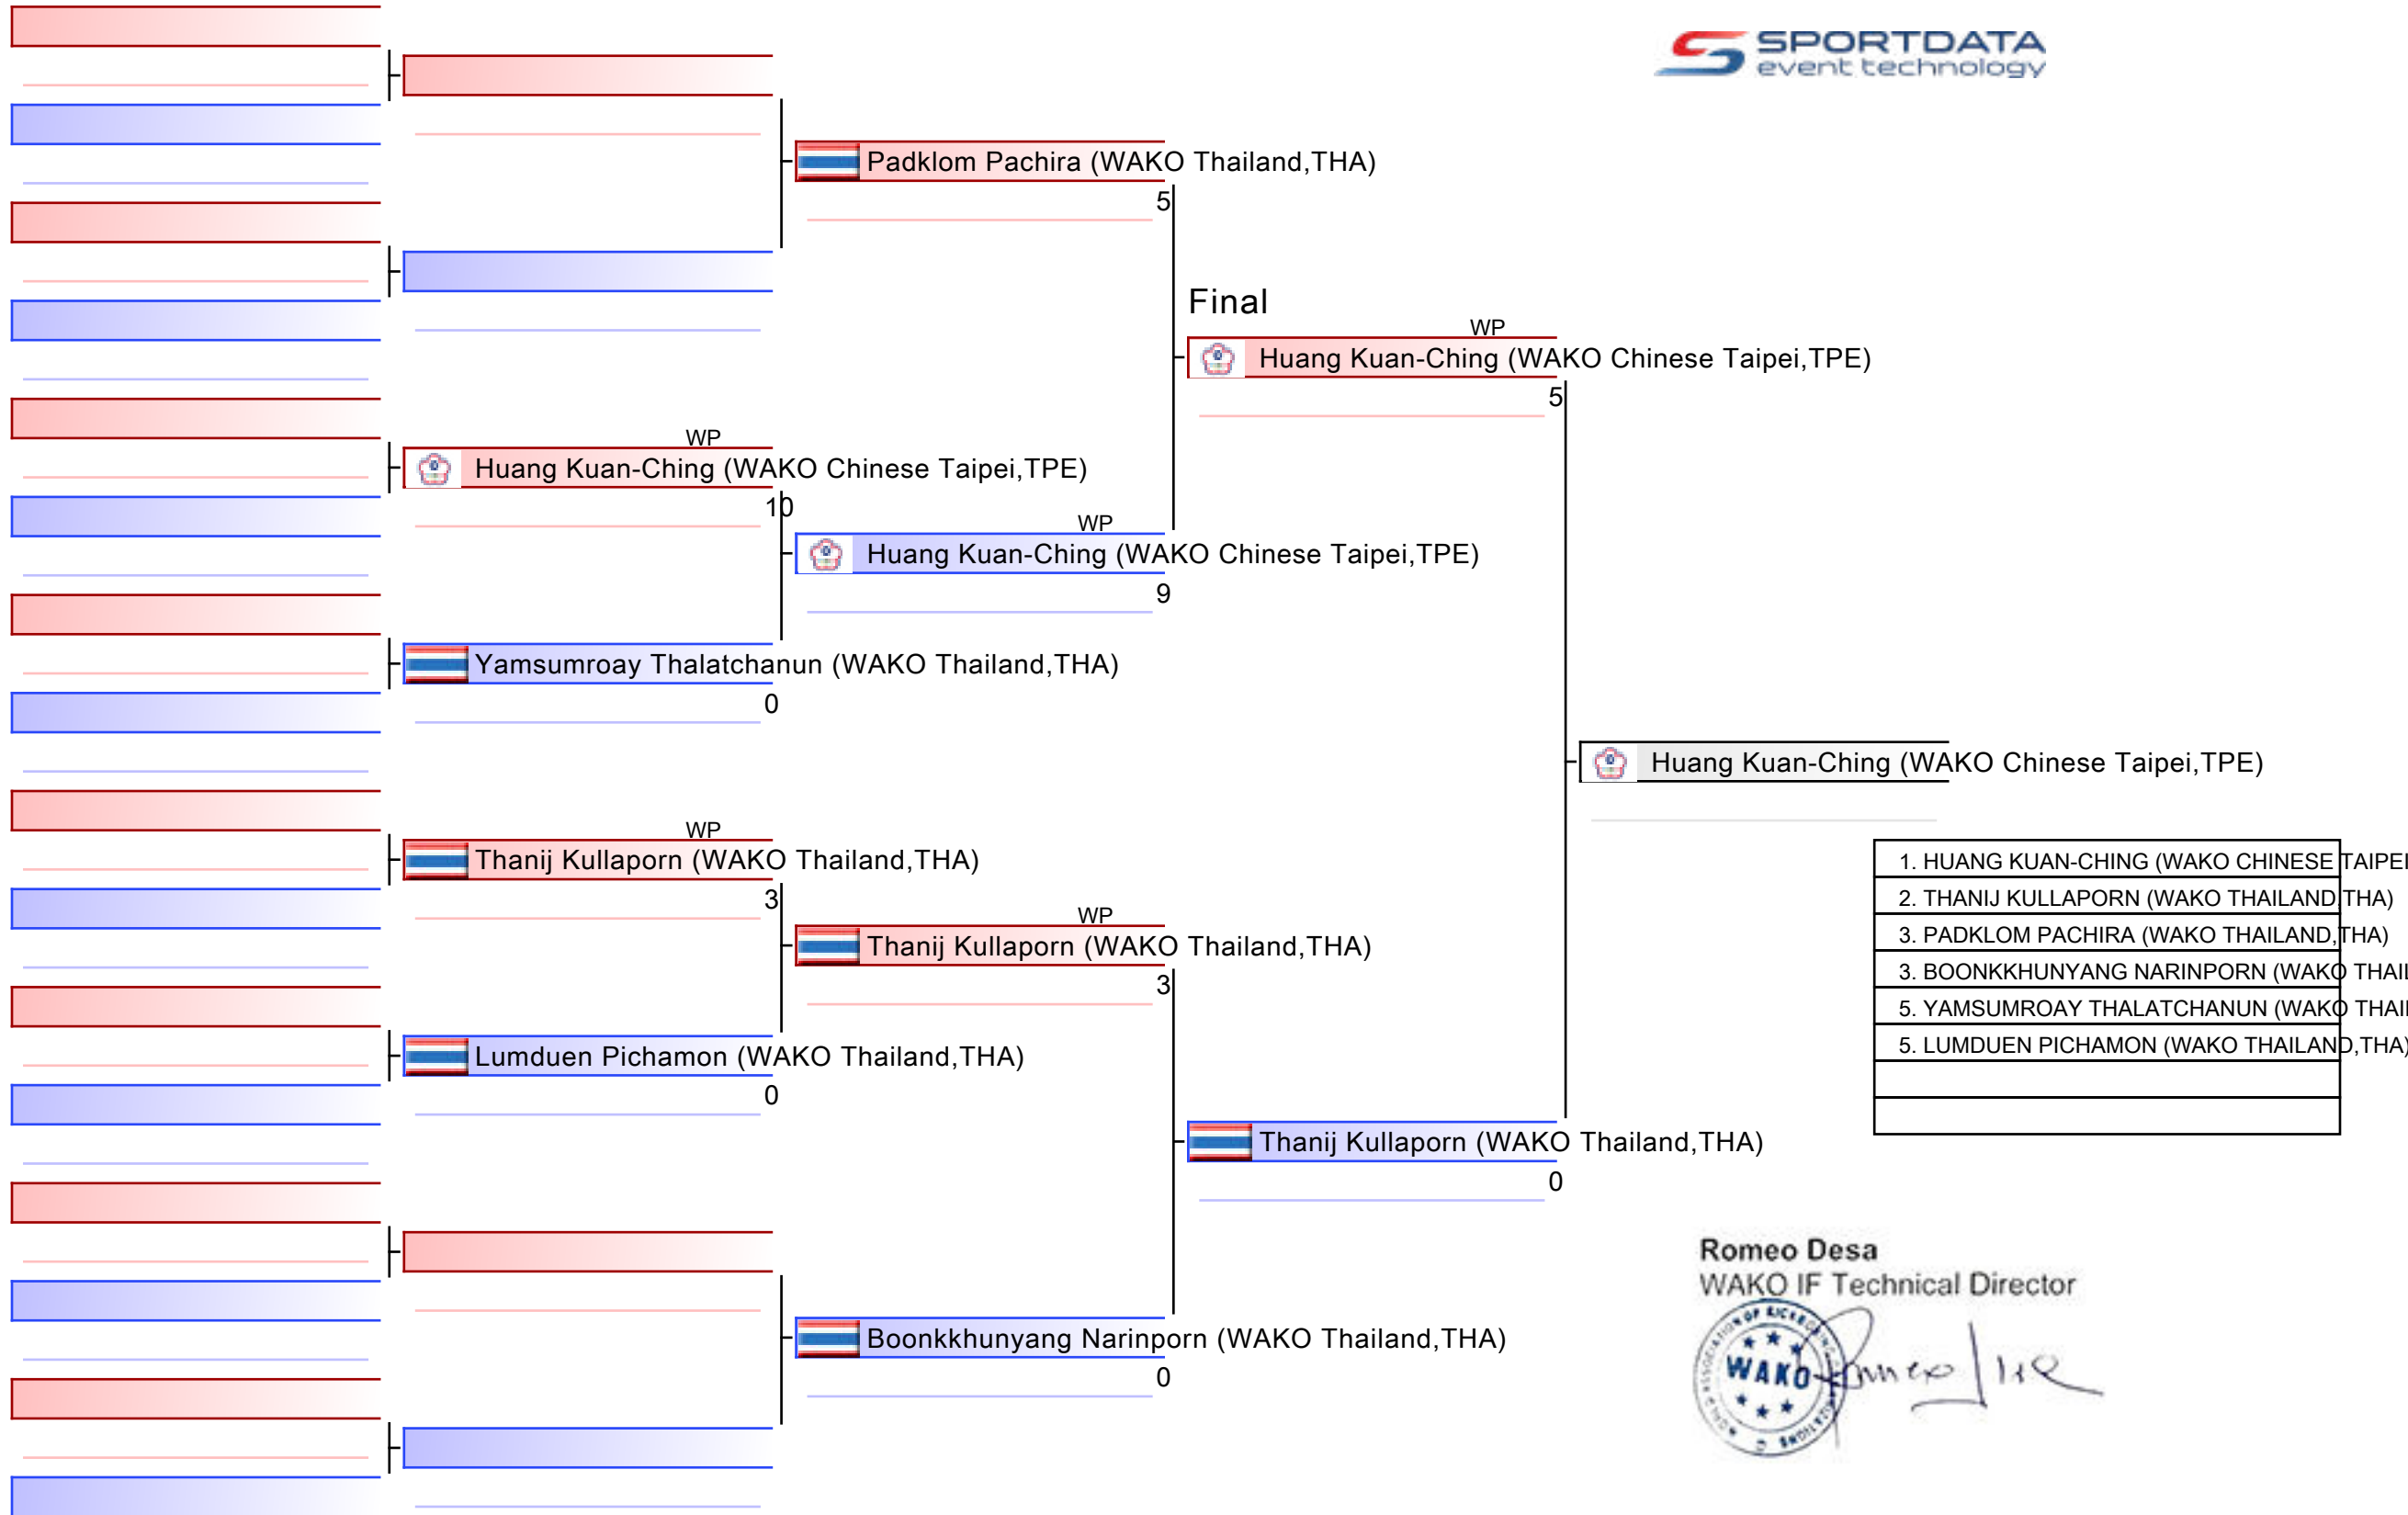 SPORTDATA
event technology
Padklom Pachira (WAKO Thailand,THA)
5
Final
WP
Huang Kuan-Ching (WAKO Chinese Taipei,TPE)
5
WP
Huang Kuan-Ching (WAKO Chinese Taipei,TPE)
10
WP
Huang Kuan-Ching (WAKO Chinese Taipei,TPE)
9
Yamsumroay Thalatchanun (WAKO Thailand,THA)
0
Huang Kuan-Ching (WAKO Chinese Taipei,TPE)
WP
Thanij Kullaporn (WAKO Thailand,THA)
3
WP
Thanij Kullaporn (WAKO Thailand,THA)
3
Lumduen Pichamon (WAKO Thailand,THA)
0
Thanij Kullaporn (WAKO Thailand,THA)
0
Boonkkhunyang Narinporn (WAKO Thailand,THA)
0
1. HUANG KUAN-CHING (WAKO CHINESE TAIPEI
2. THANIJ KULLAPORN (WAKO THAILAND,THA)
3. PADKLOM PACHIRA (WAKO THAILAND,THA)
3. BOONKKHUNYANG NARINPORN (WAKO THAIL
5. YAMSUMROAY THALATCHANUN (WAKO THAIL
5. LUMDUEN PICHAMON (WAKO THAILAND,THA)
Romeo Desa
WAKO IF Technical Director
WAKO